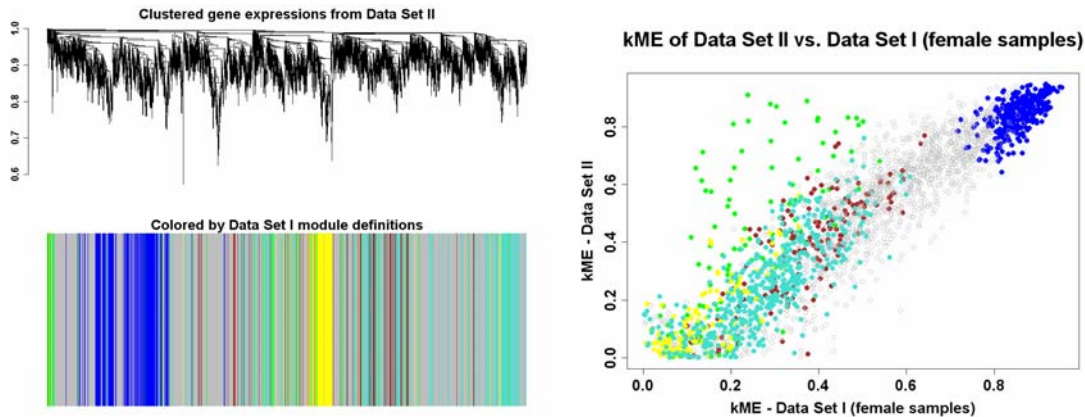 Clustered gene expressions from Data Set II
1.0
0.9
0.8
0.7
0.6
Colored by Data Set I module definitions
kME of Data Set II vs. Data Set I (female samples)
kME - Data Set II
0.8
0.6
0.4
0.2
0.0
0.0 0.2 0.4 0.6 0.8
kME - Data Set I (female samples)